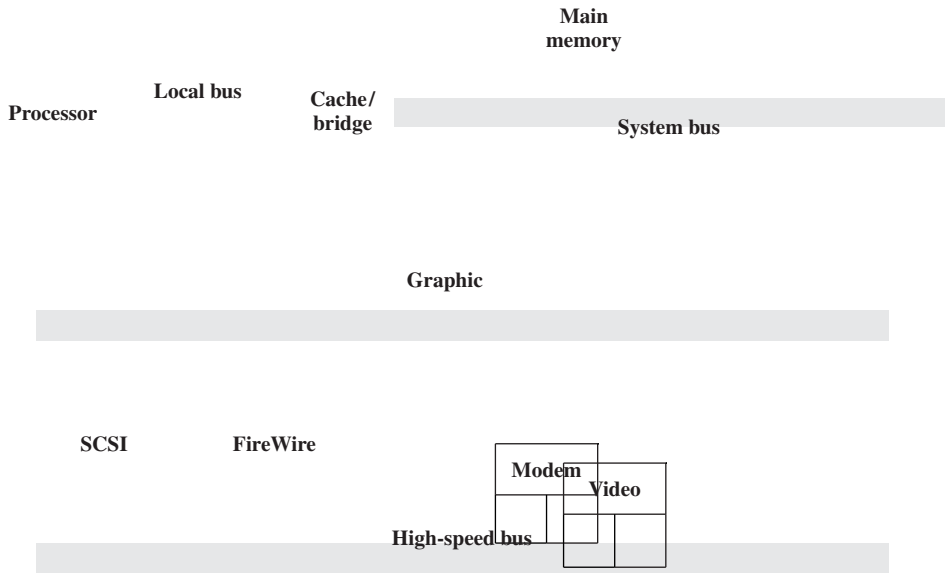 Main
memory
Local bus
Processor
Cache/
bridge
System bus
Graphic
SCSI
FireWire
Modem
Video
High-speed bus